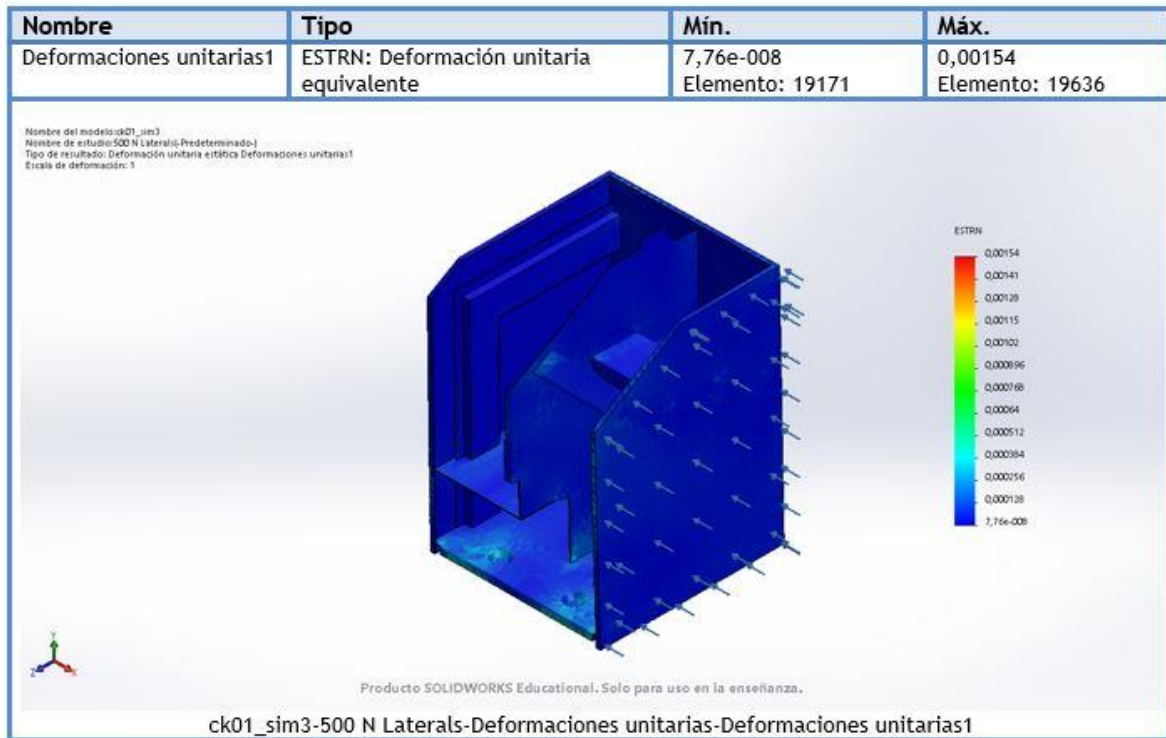 Nombre Tipo Mín. Máx.
Deformaciones unitarias1 ESTRN: Deformación unitaria equivalente 7,76e-008 Elemento: 19171 0,00154 Elemento: 19636
Nombre del modelo:ck01_sim3
Nombre de estudio:500 N Laterals(-Predeterminado-)
Tipo de resultado: Deformación unitaria estática Deformaciones unitarias1
Escala de deformación: 1
ESTRN
0,00154
0,00141
0,00128
0,00115
0,00102
0,000896
0,000768
0,00064
0,000512
0,000384
0,000256
0,000128
7,76e-008
Y
Z
X
Producto SOLIDWORKS Educational. Solo para uso en la enseñanza.
ck01_sim3-500 N Laterals-Deformaciones unitarias-Deformaciones unitarias1